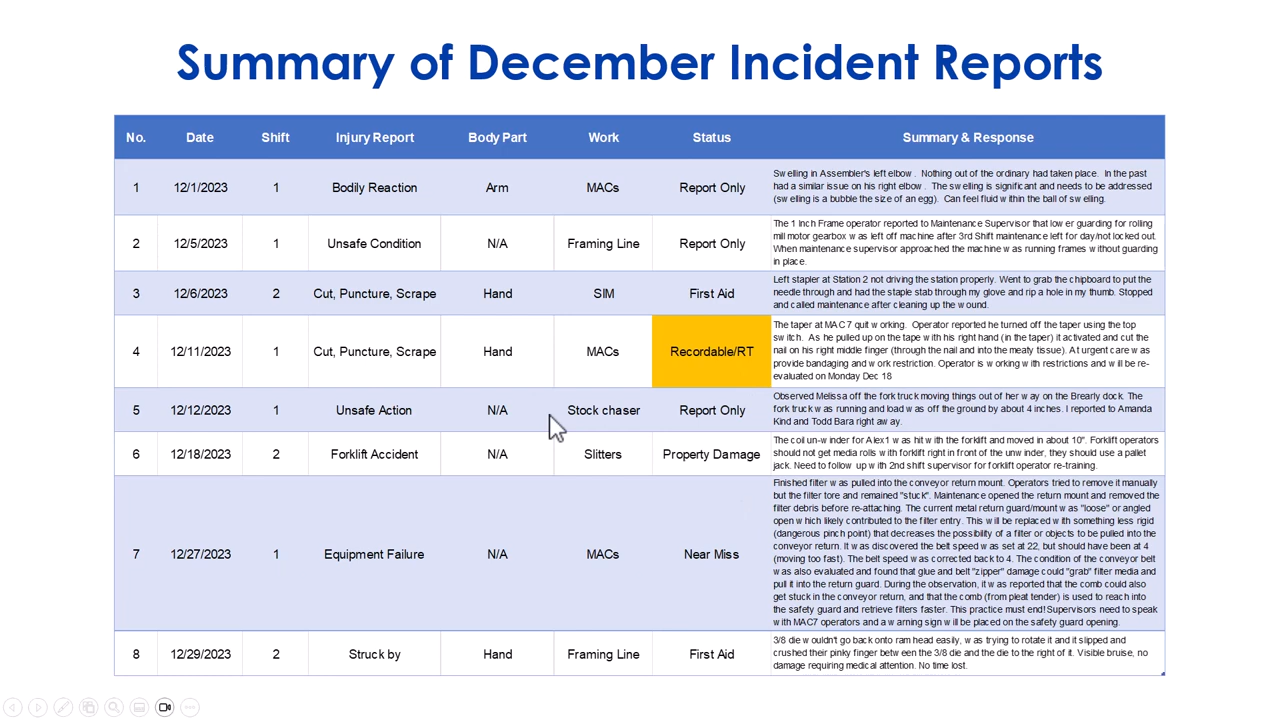 Summary of December Incident Reports
No. Date Shift Injury Report Body Part Work Status Summary & Response
1 12/1/2023 1 Bodily Reaction Arm MACs Report Only
Swelling in Assembler's left elbow. Nothing out of the ordinary had taken place. In the past
had a similar issue on his right elbow. The swelling is significant and needs to be addressed
(swelling is a bubble the size of an egg). Can feel fluid within the ball of swelling.
2 12/5/2023 1 Unsafe Condition N/A Framing Line Report Only
The 1 Inch Frame operator reported to Maintenance Supervisor that lower guarding for rolling
mill motor gearbox was left off machine after 3rd Shift maintenance left for day/not locked out.
When maintenance supervisor approached the machine was running frames without guarding
in place.
3 12/6/2023 2 Cut, Puncture, Scrape Hand SIM First Aid
Left stapler at Station 2 not driving the station properly. Went to grab the chipboard to put the
needle through and had the staple stab through my glove and rip a hole in my thumb. Stopped
and called maintenance after cleaning up the wound.
4 12/11/2023 1 Cut, Puncture, Scrape Hand MACs Recordable/RT
The taper at MAC7 quit working. Operator reported he turned off the taper using the top
switch. As he pulled up on the tape with his right hand (in the taper) it activated and cut the
nail on his right middle finger (through the nail and into the meaty tissue). At urgent care was
provide bandaging and work restriction. Operator is working with restrictions and will be re-
evaluated on Monday Dec 18
5 12/12/2023 1 Unsafe Action N/A Stock chaser Report Only
Observed Melissa off the fork truck moving things out of her way on the Brearly dock. The
fork truck was running and load was off the ground by about 4 inches. I reported to Amanda
Kind and Todd Bara right away.
6 12/18/2023 2 Forklift Accident N/A Slitters Property Damage
The coil un-winder for Alex1 was hit with the forklift and moved in about 10". Forklift operators
should not get media rolls with forklift right in front of the unwinder, they should use a pallet
jack. Need to follow up with 2nd shift supervisor for forklift operator re-training.
7 12/27/2023 1 Equipment Failure N/A MACs Near Miss
Finished filter was pulled into the conveyor return mount. Operators tried to remove it manually
but the filter tore and remained "stuck". Maintenance opened the return mount and removed the
filter debris before re-attaching. The current metal return guard/mount was "loose" or angled
open which likely contributed to the filter entry. This will be replaced with something less rigid
(dangerous pinch point) that decreases the possibility of a filter or objects to be pulled into the
conveyor return. It was discovered the belt speed was set at 22, but should have been at 4
(moving too fast). The belt speed was corrected back to 4. The condition of the conveyor belt
was also evaluated and found that glue and belt "zipper" damage could "grab" filter media and
pull it into the return guard. During the observation, it was reported that the comb could also
get stuck in the conveyor return, and that the comb (from pleat tender) is used to reach into
the safety guard and retrieve filters faster. This practice must end! Supervisors need to speak
with MAC7 operators and a warning sign will be placed on the safety guard opening.
8 12/29/2023 2 Struck by Hand Framing Line First Aid
3/8 die wouldn't go back onto ram head easily, was trying to rotate it and it slipped and
crushed their pinky finger between the 3/8 die and the die to the right of it. Visible bruise, no
damage requiring medical attention. No time lost.